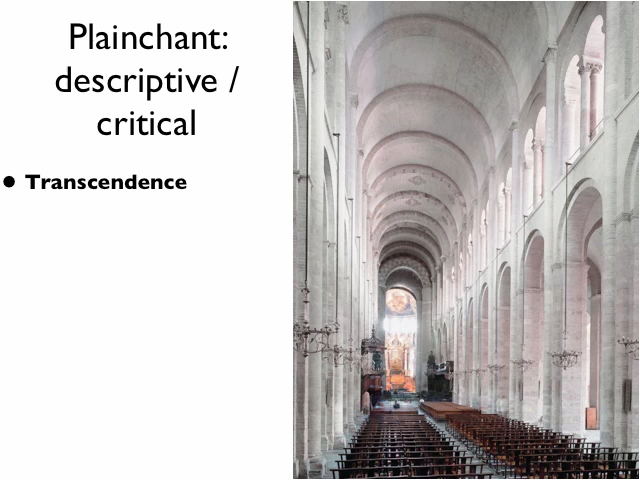 Plainchant:
descriptive /
critical
• Transcendence